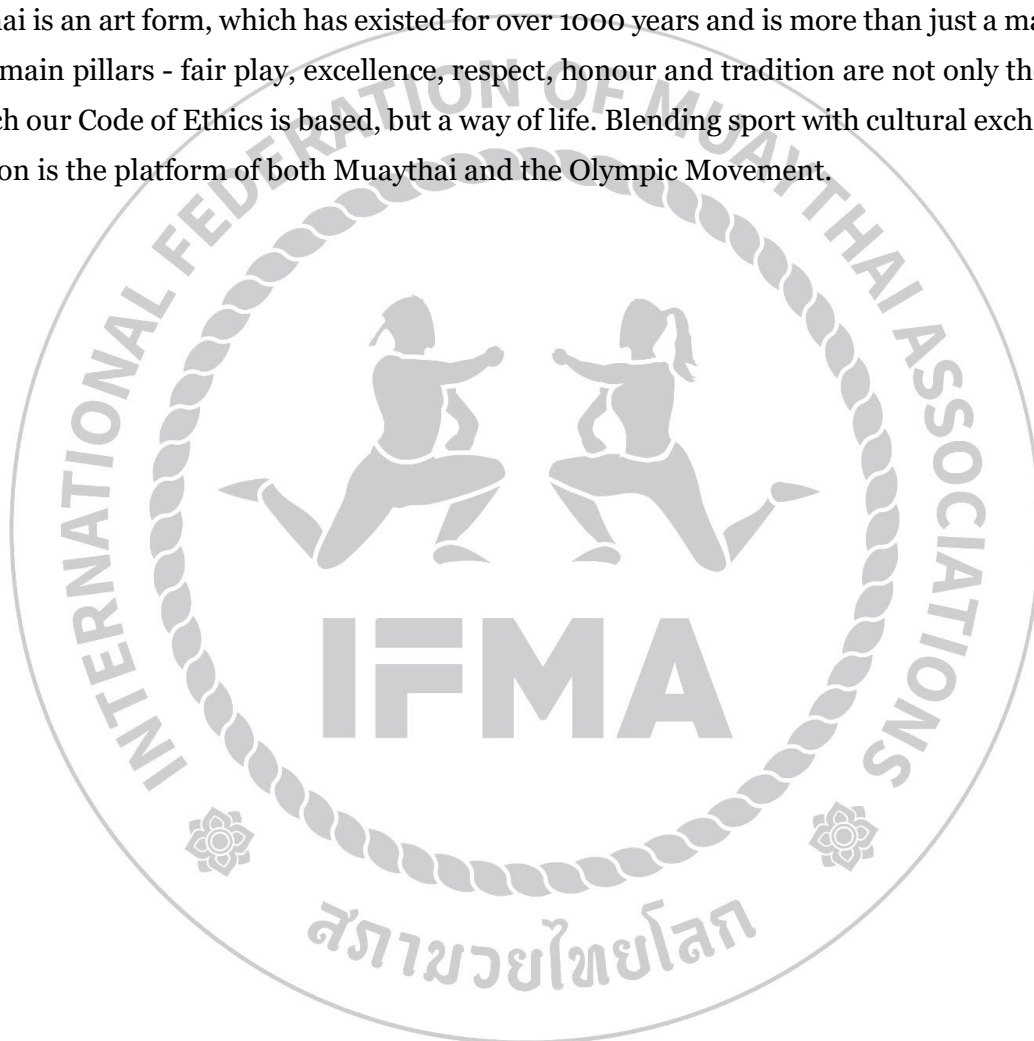 nai is an art form, which has existed for over 1000 years and is more than just a ma
main pillars - fair play, excellence, respect, honour and tradition are not only th
ch our Code of Ethics is based, but a way of life. Blending sport with cultural exch
on is the platform of both Muaythai and the Olympic Movement.
INTERNATIONAL FEDERATION OF MUAYTHAI ASSOCIATIONS
IFMA
สภามวยไทยโลก